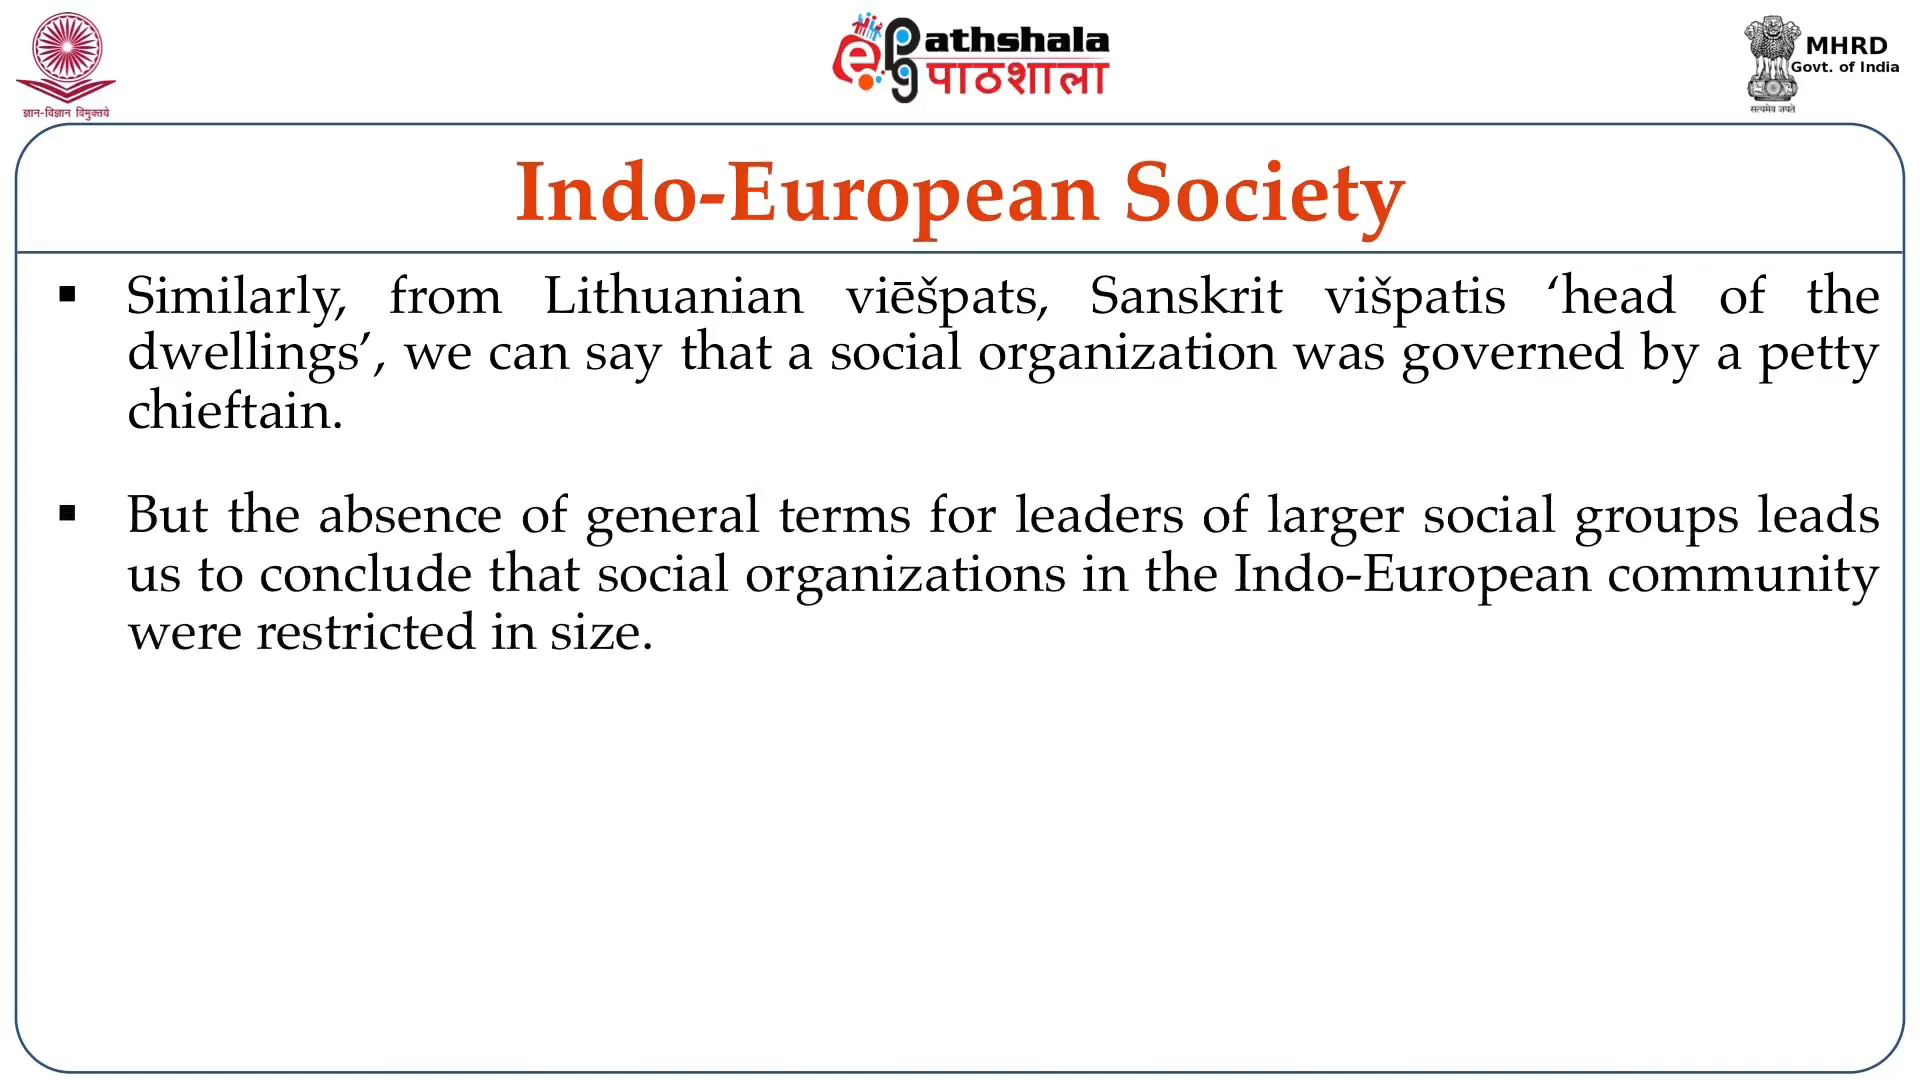 ज्ञान-विज्ञान विमुक्तये
ePG Pathshala
पाठशाला
MHRD
Govt. of India
सत्यमेव जयते
Indo-European Society
▪ Similarly, from Lithuanian viēšpats, Sanskrit višpatis ‘head of the
dwellings’, we can say that a social organization was governed by a petty
chieftain.
▪ But the absence of general terms for leaders of larger social groups leads
us to conclude that social organizations in the Indo-European community
were restricted in size.